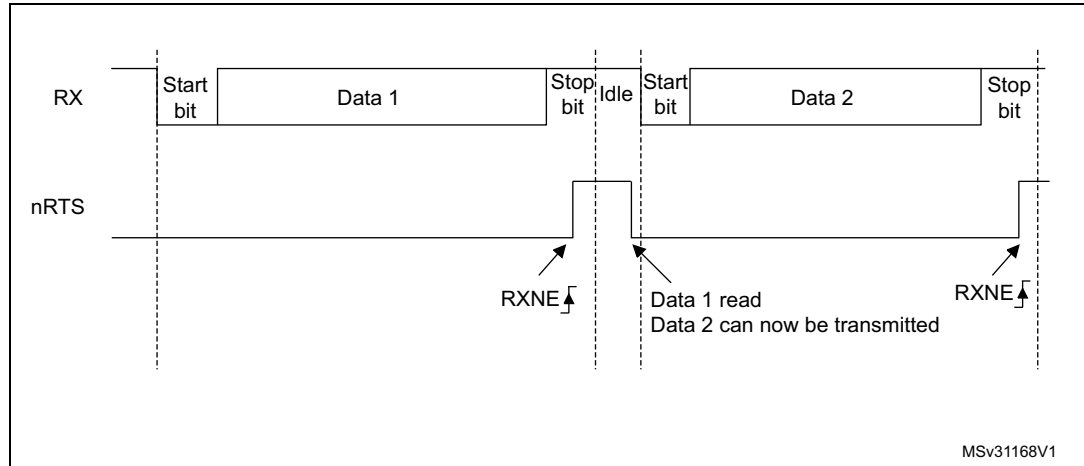 RX
Start
bit
Data 1
Stop
bit
Idle
Start
bit
Data 2
Stop
bit
nRTS
RXNE
Data 1 read
Data 2 can now be transmitted
RXNE
MSv31168V1